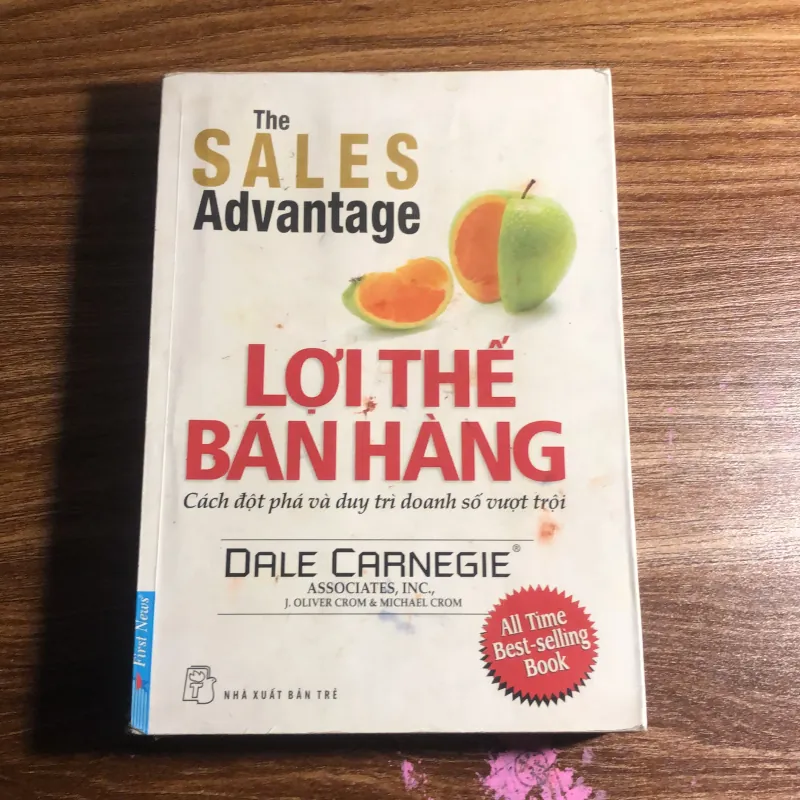 The
SALES
Advantage
LỢI THẾ
BÁN HÀNG
Cách đột phá và duy trì doanh số vượt trội
DALE CARNEGIE®
ASSOCIATES, INC.,
J. OLIVER CROM & MICHAEL CROM
All Time
Best-selling
Book
First News
T
NHÀ XUẤT BẢN TRẺ